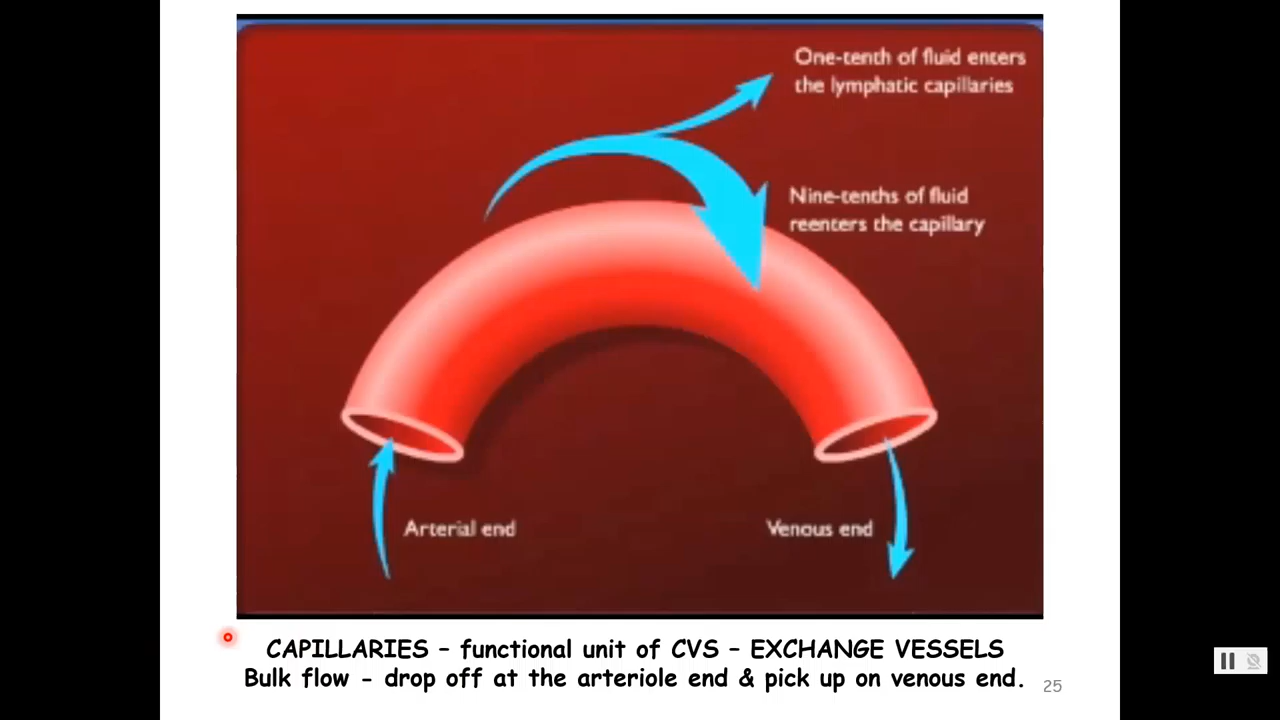 One-tenth of fluid enters
the lymphatic capillaries
Nine-tenths of fluid
reenters the capillary
Arterial end
Venous end
CAPILLARIES – functional unit of CVS – EXCHANGE VESSELS
Bulk flow - drop off at the arteriole end & pick up on venous end.
25